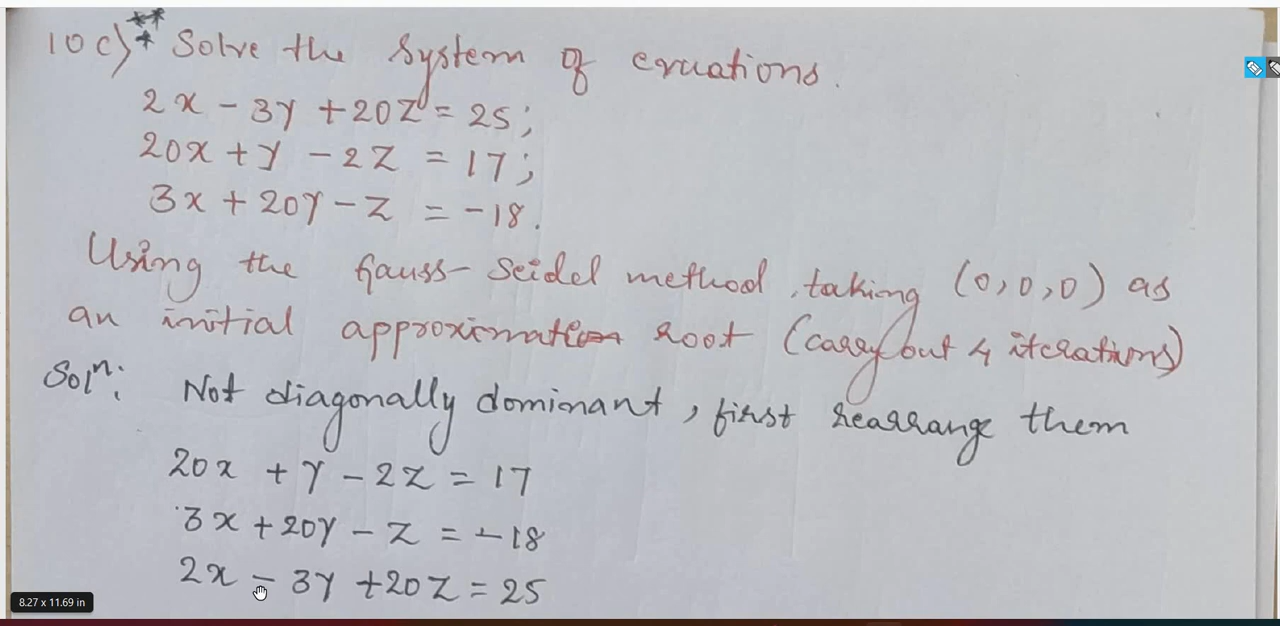 10 c)*** Solve the system of eruations.
2x - 3y + 20z = 25;
20x + y - 2z = 17;
3x + 20y - z = -18.
Using the Gauss-Seidel method, taking (0,0,0) as
an initial approximation root (carry out 4 iterations)
Solⁿ: Not diagonally dominant, first rearrange them
20x + y - 2z = 17
3x + 20y - z = -18
2x - 3y + 20z = 25
8.27 x 11.69 in